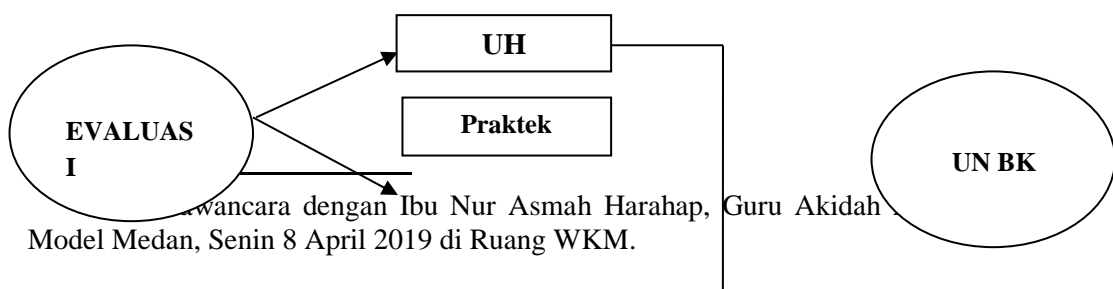 UH
Praktek
EVALUAS
I
UN BK
dengan Ibu Nur Asmah Harahap, Guru Akidah
Model Medan, Senin 8 April 2019 di Ruang WKM.